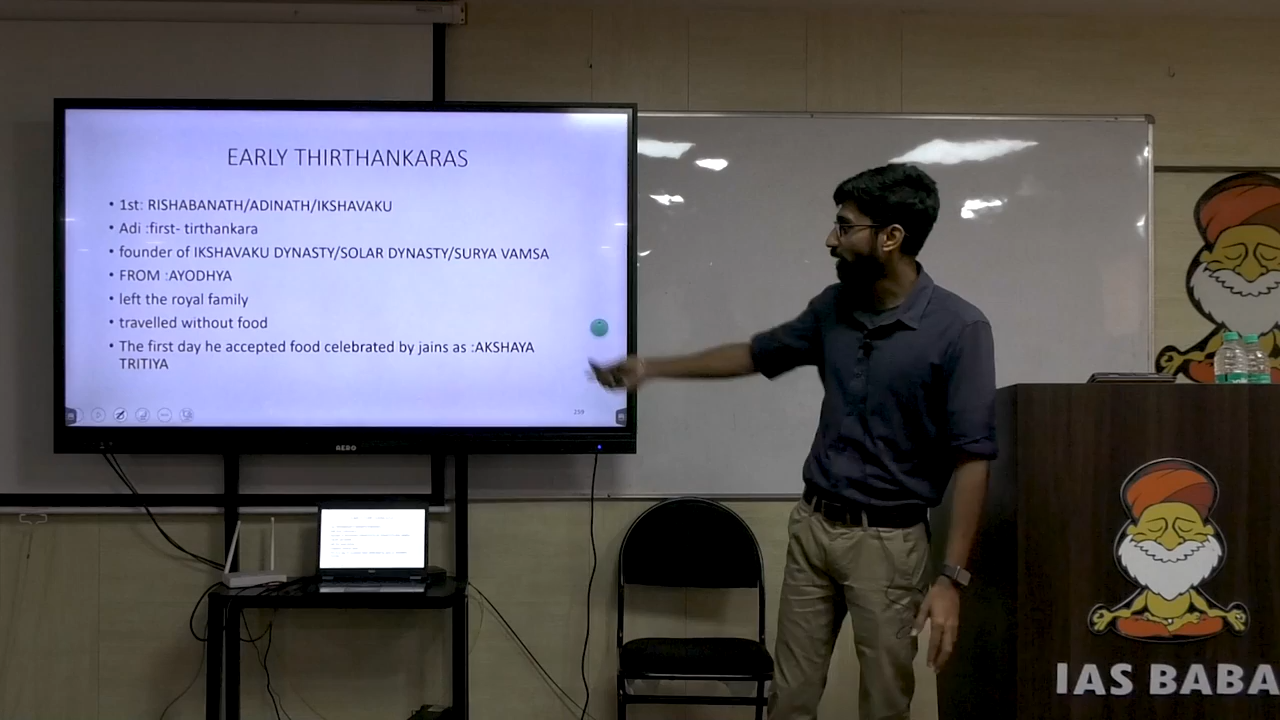 EARLY THIRTHANKARAS
• 1st: RISHABANATH/ADINATH/IKSHAVAKU
• Adi :first- tirthankara
• founder of IKSHAVAKU DYNASTY/SOLAR DYNASTY/SURYA VAMSA
• FROM :AYODHYA
• left the royal family
• travelled without food
• The first day he accepted food celebrated by jains as :AKSHAYA
TRITIYA
AERO
IAS BABA